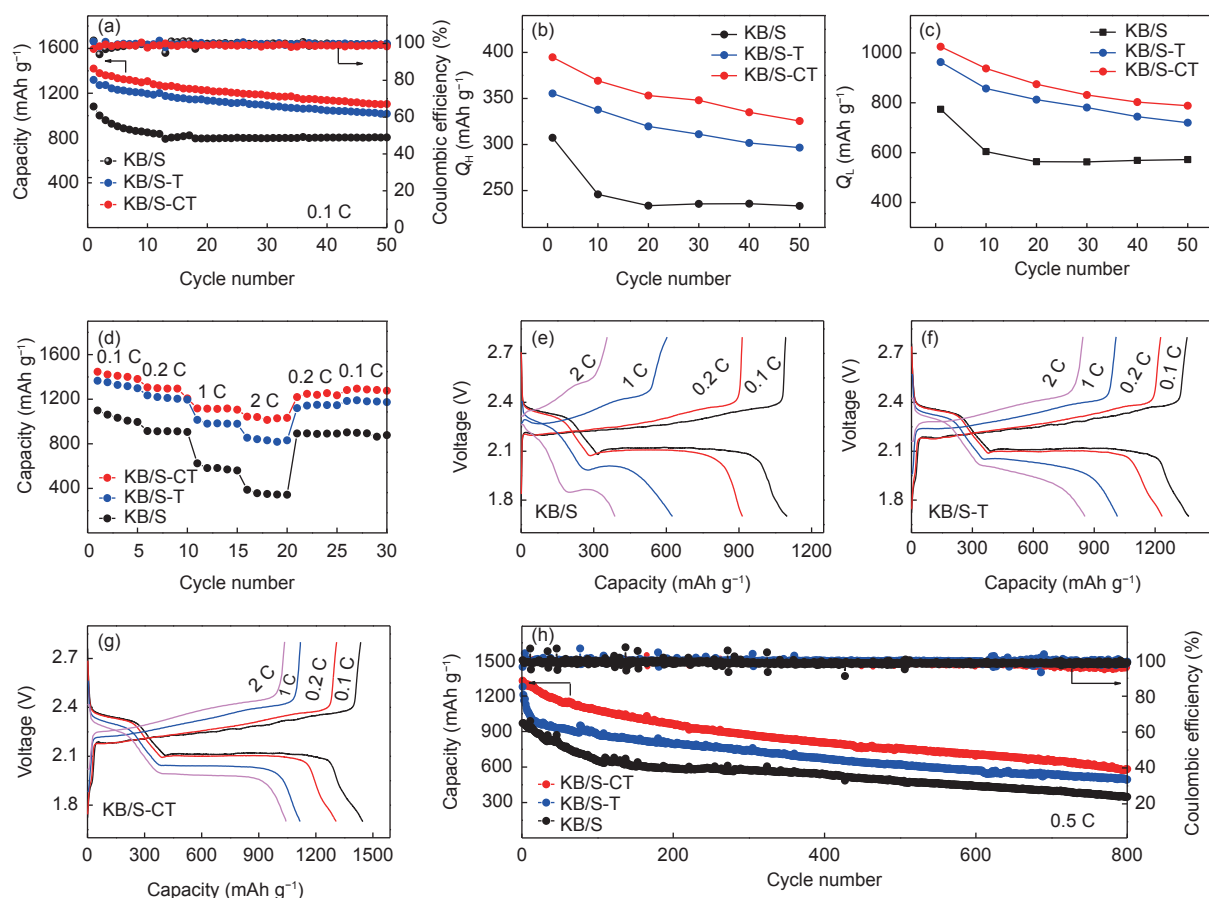 (a)
1600
1200
800
400
Capacity (mAh g⁻¹)
100
80
60
40
20
0
Coulombic efficiency (%)
KB/S
KB/S-T
KB/S-CT
0.1 C
0 10 20 30 40 50
Cycle number
(b)
KB/S
KB/S-T
KB/S-CT
400
350
300
250
Q_H (mAh g⁻¹)
0 10 20 30 40 50
Cycle number
(c)
KB/S
KB/S-T
KB/S-CT
1000
800
600
400
Q_L (mAh g⁻¹)
0 10 20 30 40 50
Cycle number
(d)
1600
1200
800
400
Capacity (mAh g⁻¹)
0.1 C
0.2 C
1 C
2 C
0.2 C
0.1 C
KB/S-CT
KB/S-T
KB/S
0 5 10 15 20 25 30
Cycle number
(e)
2.7
2.4
2.1
1.8
Voltage (V)
2 C
1 C
0.2 C
0.1 C
KB/S
0 300 600 900 1200
Capacity (mAh g⁻¹)
(f)
2.7
2.4
2.1
1.8
Voltage (V)
2 C
1 C
0.2 C
0.1 C
KB/S-T
0 300 600 900 1200
Capacity (mAh g⁻¹)
(g)
2.7
2.4
2.1
1.8
Voltage (V)
2 C
1 C
0.2 C
0.1 C
KB/S-CT
0 300 600 900 1200 1500
Capacity (mAh g⁻¹)
(h)
1500
1200
900
600
300
Capacity (mAh g⁻¹)
100
80
60
40
20
Coulombic efficiency (%)
KB/S-CT
KB/S-T
KB/S
0.5 C
0 200 400 600 800
Cycle number